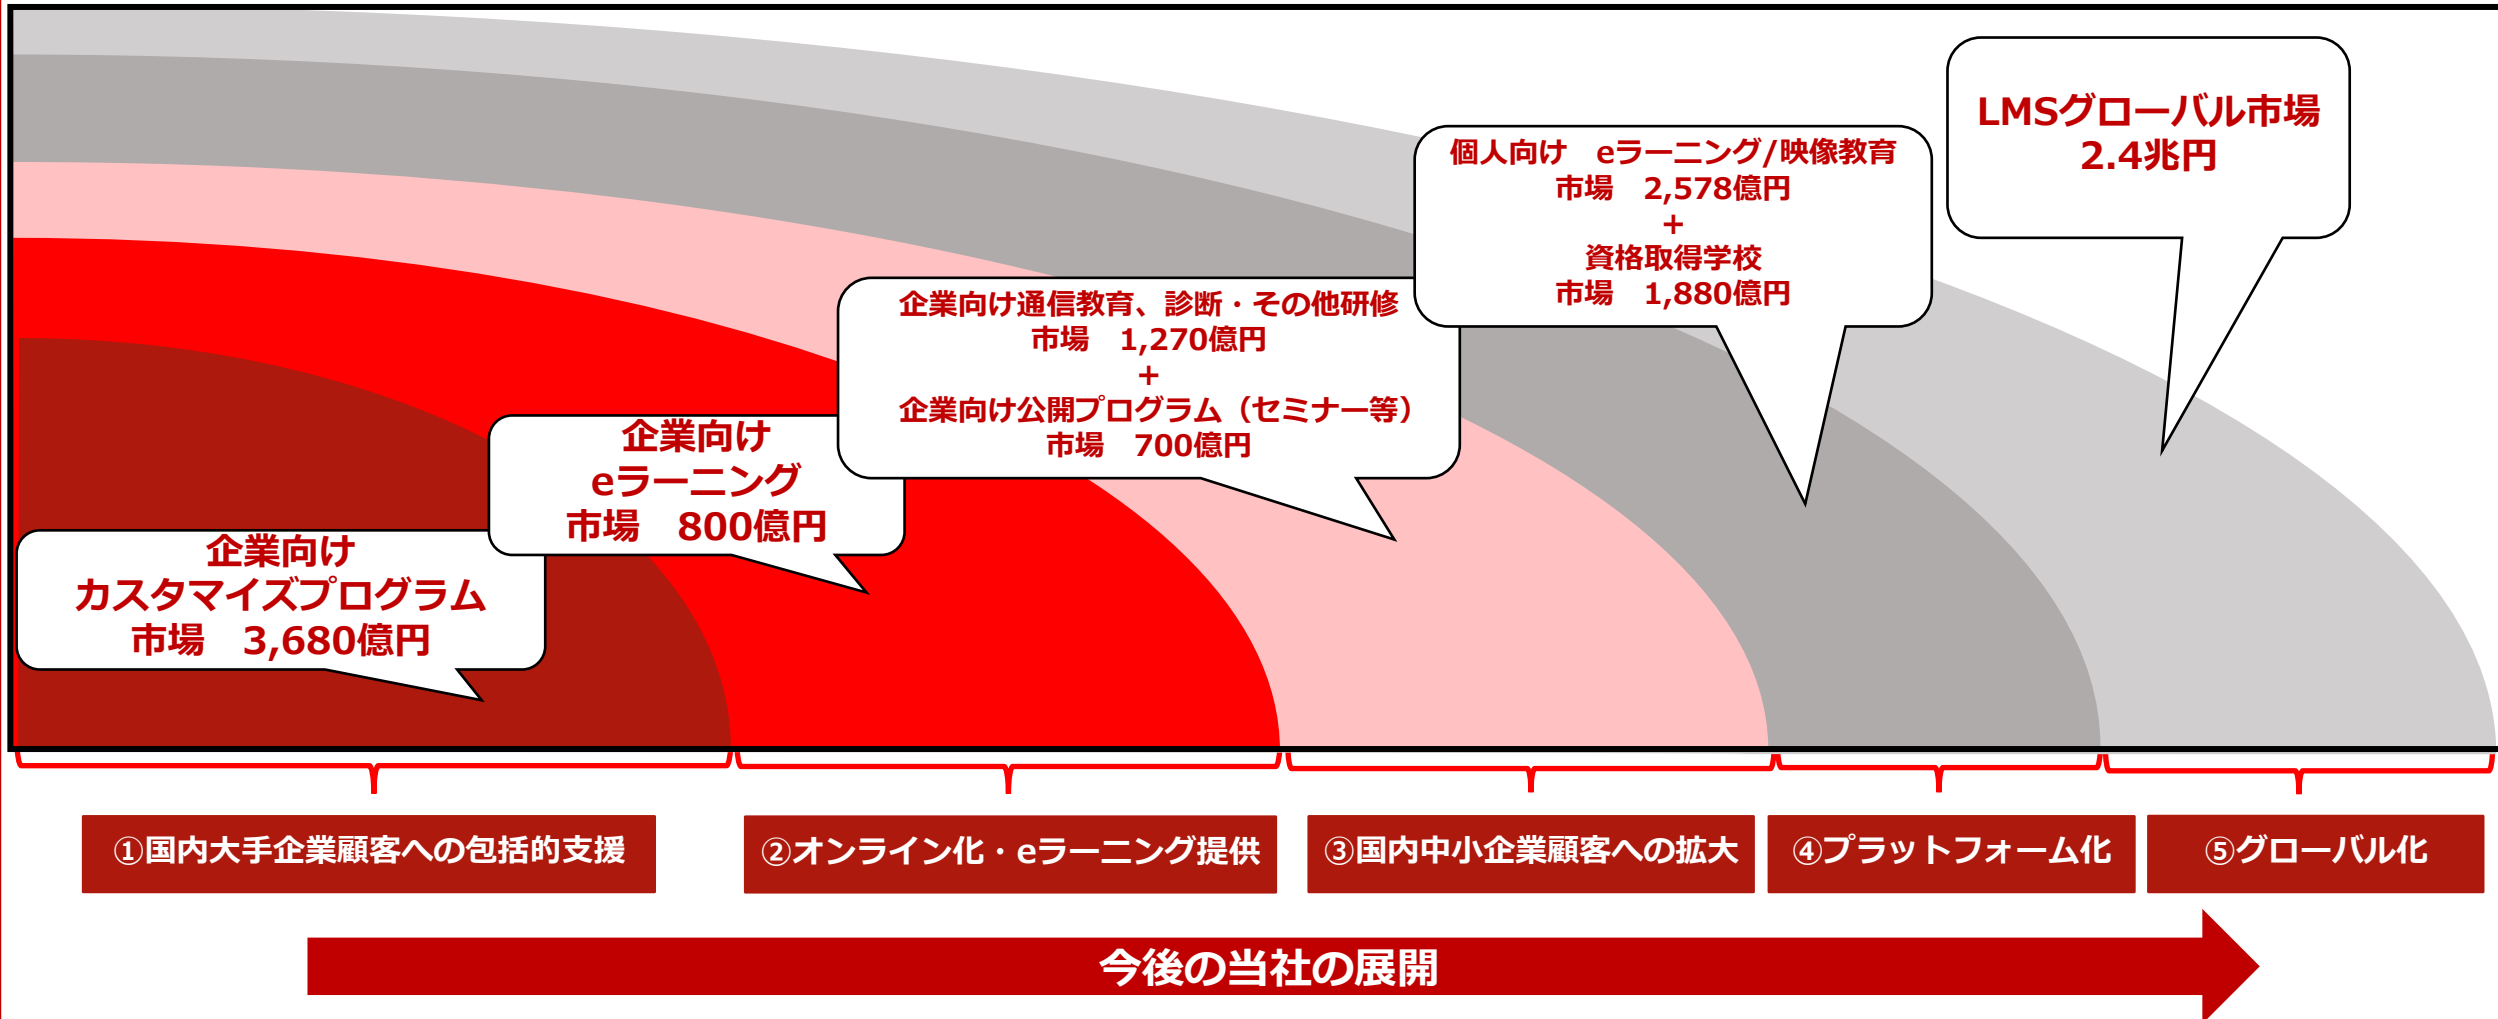 LMSグローバル市場
2.4兆円
個人向け　eラーニング/映像教育
市場　2,578億円
+
資格取得学校
市場　1,880億円
企業向け通信教育、診断・その他研修
市場　1,270億円
+
企業向け公開プログラム（セミナー等）
市場　700億円
企業向け
eラーニング
市場　800億円
企業向け
カスタマイズプログラム
市場　3,680億円
①国内大手企業顧客への包括的支援
②オンライン化・eラーニング提供
③国内中小企業顧客への拡大
④プラットフォーム化
⑤グローバル化
今後の当社の展開